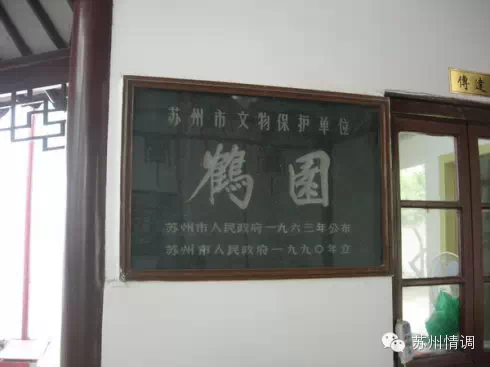 苏州市文物保护单位
鹤园
苏州市人民政府一九六三年公布
苏州市人民政府一九九〇年立
傅建
苏州情调